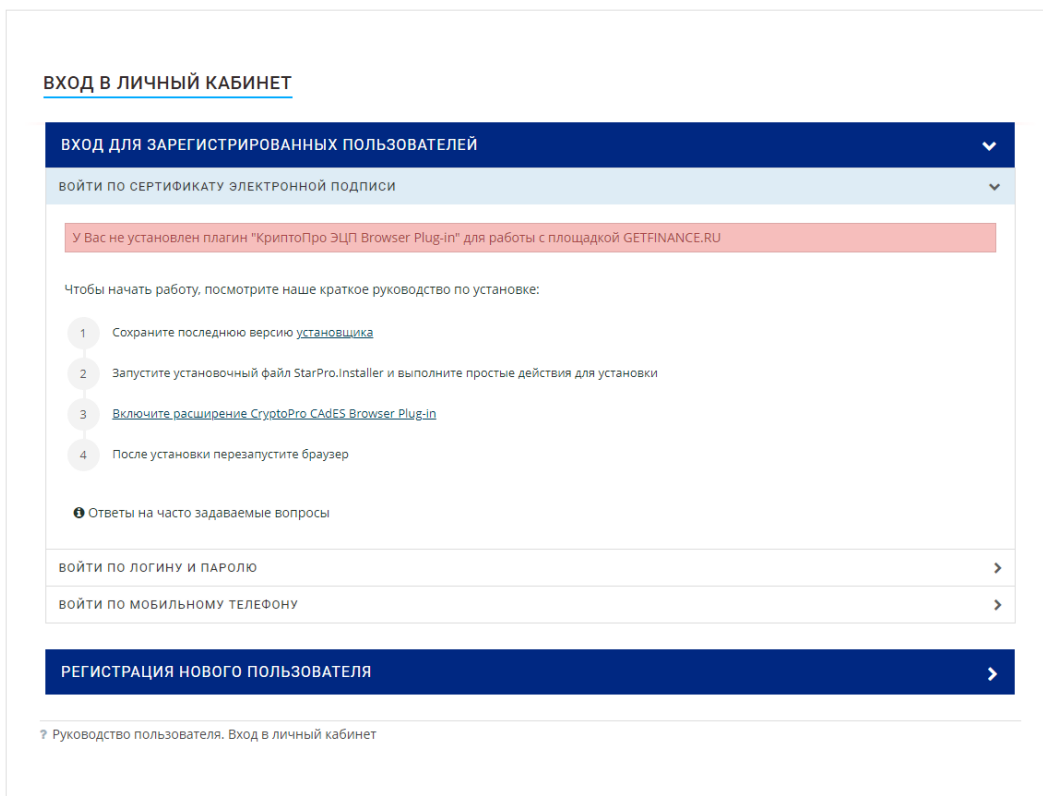 ВХОД В ЛИЧНЫЙ КАБИНЕТ
ВХОД ДЛЯ ЗАРЕГИСТРИРОВАННЫХ ПОЛЬЗОВАТЕЛЕЙ
ВОЙТИ ПО СЕРТИФИКАТУ ЭЛЕКТРОННОЙ ПОДПИСИ
У Вас не установлен плагин "КриптоПро ЭЦП Browser Plug-in" для работы с площадкой GETFINANCE.RU
Чтобы начать работу, посмотрите наше краткое руководство по установке:
1 Сохраните последнюю версию установщика
2 Запустите установочный файл StarPro.Installer и выполните простые действия для установки
3 Включите расширение CryptoPro CAdES Browser Plug-in
4 После установки перезапустите браузер
Ответы на часто задаваемые вопросы
ВОЙТИ ПО ЛОГИНУ И ПАРОЛЮ
ВОЙТИ ПО МОБИЛЬНОМУ ТЕЛЕФОНУ
РЕГИСТРАЦИЯ НОВОГО ПОЛЬЗОВАТЕЛЯ
? Руководство пользователя. Вход в личный кабинет